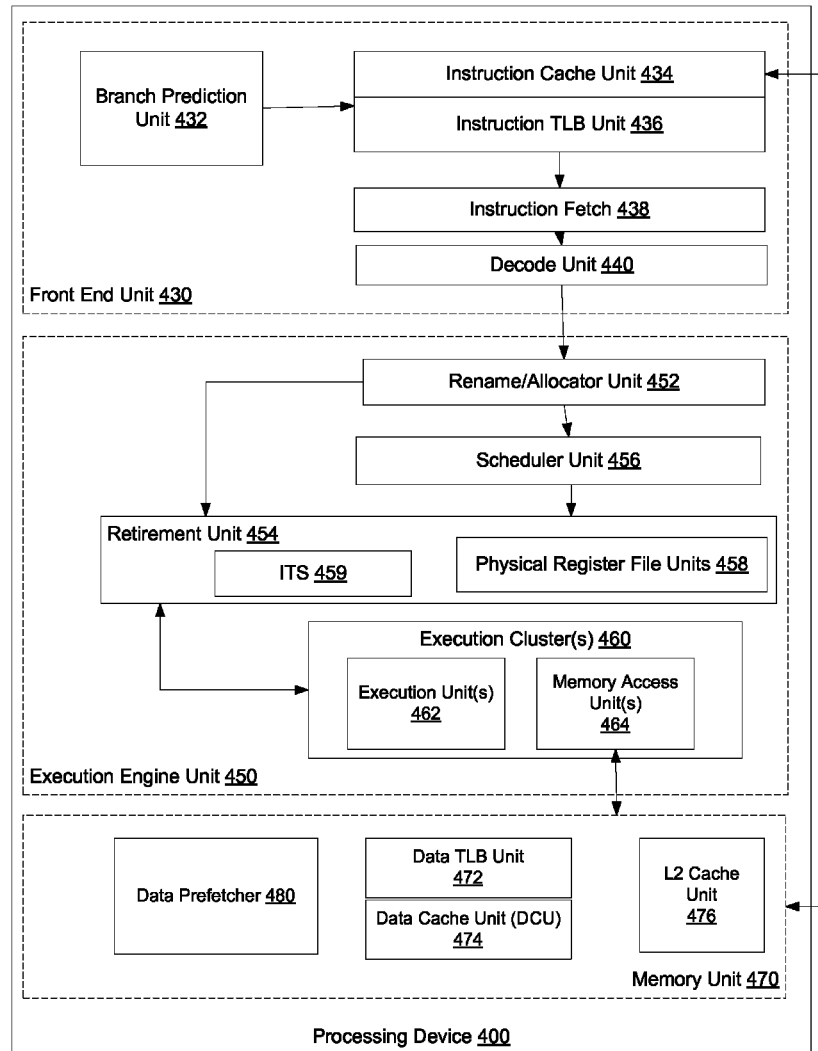 Branch Prediction
Unit 432
Instruction Cache Unit 434
Instruction TLB Unit 436
Instruction Fetch 438
Decode Unit 440
Front End Unit 430
Rename/Allocator Unit 452
Scheduler Unit 456
Retirement Unit 454
ITS 459
Physical Register File Units 458
Execution Cluster(s) 460
Execution Unit(s)
462
Memory Access
Unit(s)
464
Execution Engine Unit 450
Data Prefetcher 480
Data TLB Unit
472
Data Cache Unit (DCU)
474
L2 Cache
Unit
476
Memory Unit 470
Processing Device 400